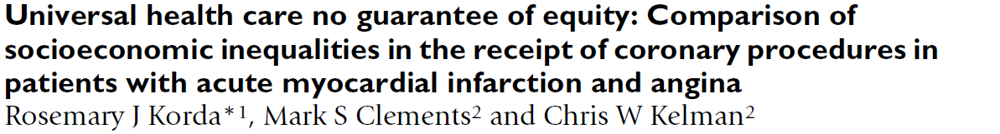 Universal health care no guarantee of equity: Comparison of
socioeconomic inequalities in the receipt of coronary procedures in
patients with acute myocardial infarction and angina
Rosemary J Korda*1, Mark S Clements2 and Chris W Kelman2